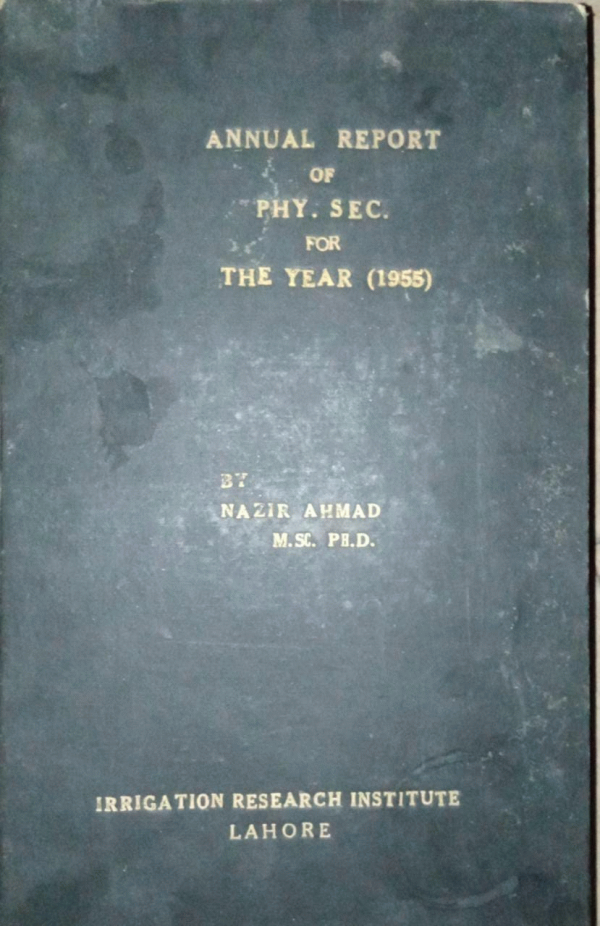 ANNUAL REPORT
OF
PHY. SEC.
FOR
THE YEAR (1955)
BY
NAZIR AHMAD
M.SC. PH.D.
IRRIGATION RESEARCH INSTITUTE
LAHORE